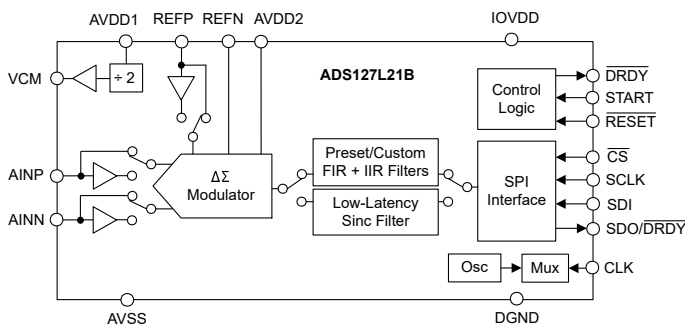 AVDD1
REFP
REFN
AVDD2
IOVDD
VCM
÷ 2
ADS127L21B
Control
Logic
DRDY
START
RESET
AINP
AINN
ΔΣ
Modulator
Preset/Custom
FIR + IIR Filters
Low-Latency
Sinc Filter
SPI
Interface
CS
SCLK
SDI
SDO/DRDY
Osc
Mux
CLK
AVSS
DGND